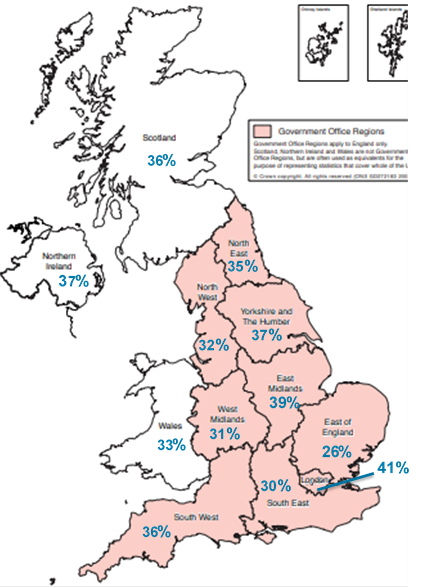 Orkney Islands
Shetland Islands
Scotland
36%
Government Office Regions
Government Office Regions apply to England only.
Scotland, Northern Ireland and Wales are not Government
Office Regions, but are often used as equivalents for the
purpose of representing statistics that cover whole of the U
© Crown copyright. All rights reserved (ONS
North
East
35%
Northern
Ireland
37%
North
West
32%
Yorkshire and
The Humber
37%
East
Midlands
39%
West
Midlands
31%
Wales
33%
East of
England
26%
41%
London
30%
South East
South West
36%